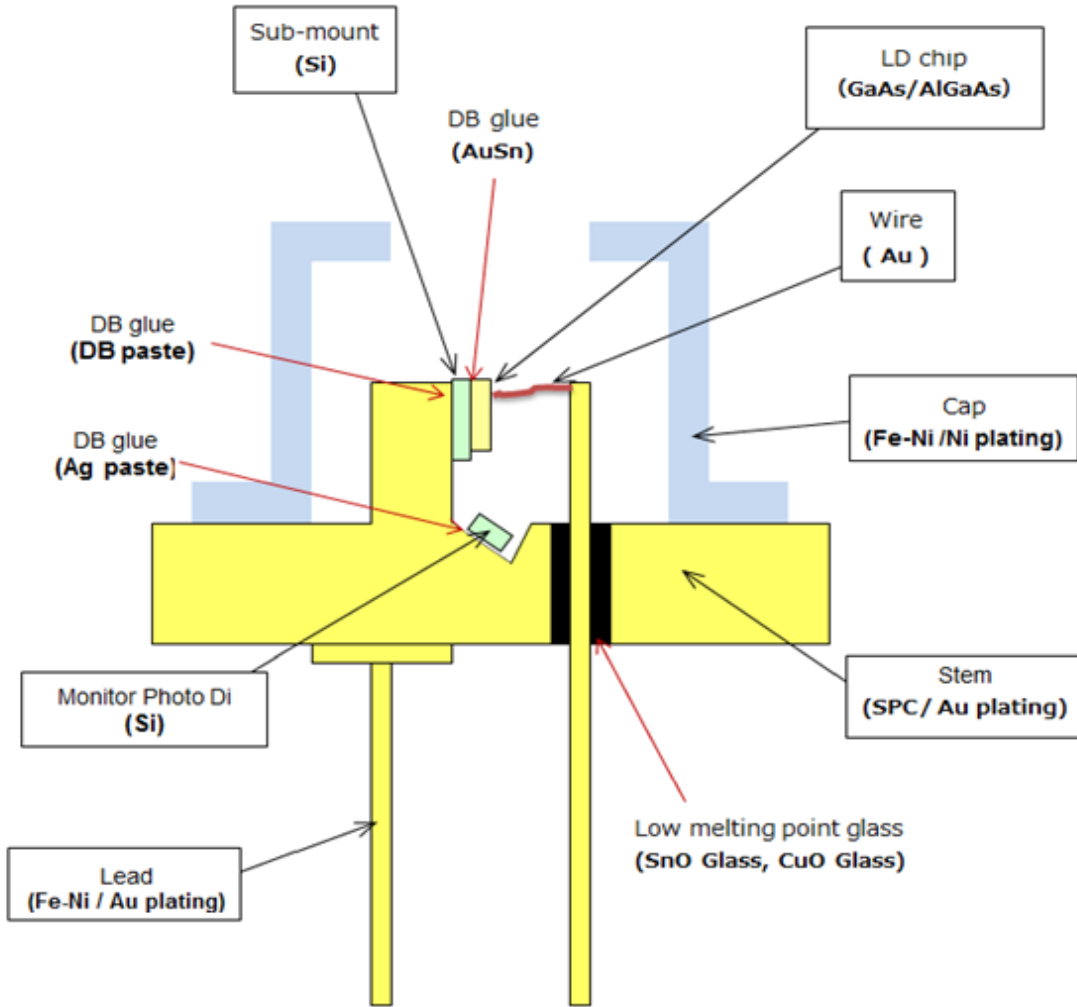 Sub-mount
(Si)
LD chip
(GaAs/AlGaAs)
DB glue
(AuSn)
Wire
( Au )
DB glue
(DB paste)
Cap
(Fe-Ni /Ni plating)
DB glue
(Ag paste)
Monitor Photo Di
(Si)
Stem
(SPC/ Au plating)
Low melting point glass
(SnO Glass, CuO Glass)
Lead
(Fe-Ni / Au plating)